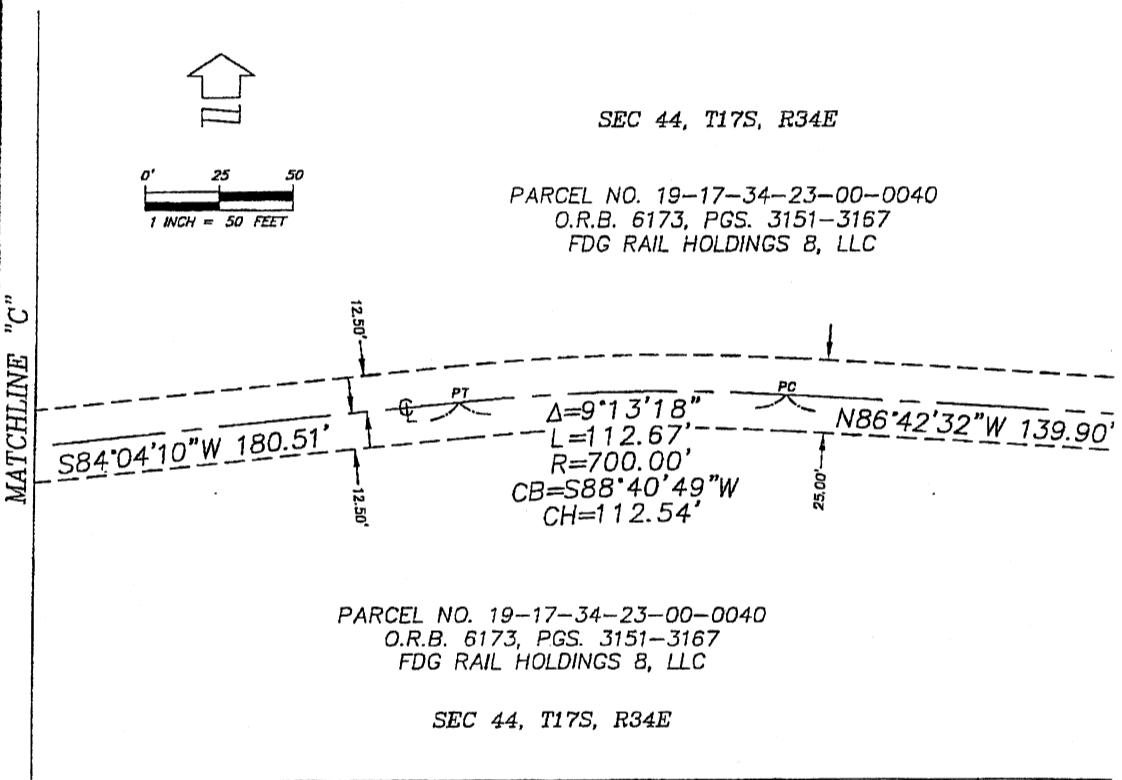 SEC 44, T17S, R34E
0' 25 50
1 INCH = 50 FEET
PARCEL NO. 19-17-34-23-00-0040
O.R.B. 6173, PGS. 3151-3167
FDG RAIL HOLDINGS 8, LLC
MATCHLINE "C"
12.50'
PT
PC
S84°04'10"W 180.51'
Δ=9°13'18"
L=112.67'
R=700.00'
CB=S88°40'49"W
CH=112.54'
N86°42'32"W 139.90'
12.50'
25.00'
PARCEL NO. 19-17-34-23-00-0040
O.R.B. 6173, PGS. 3151-3167
FDG RAIL HOLDINGS 8, LLC
SEC 44, T17S, R34E